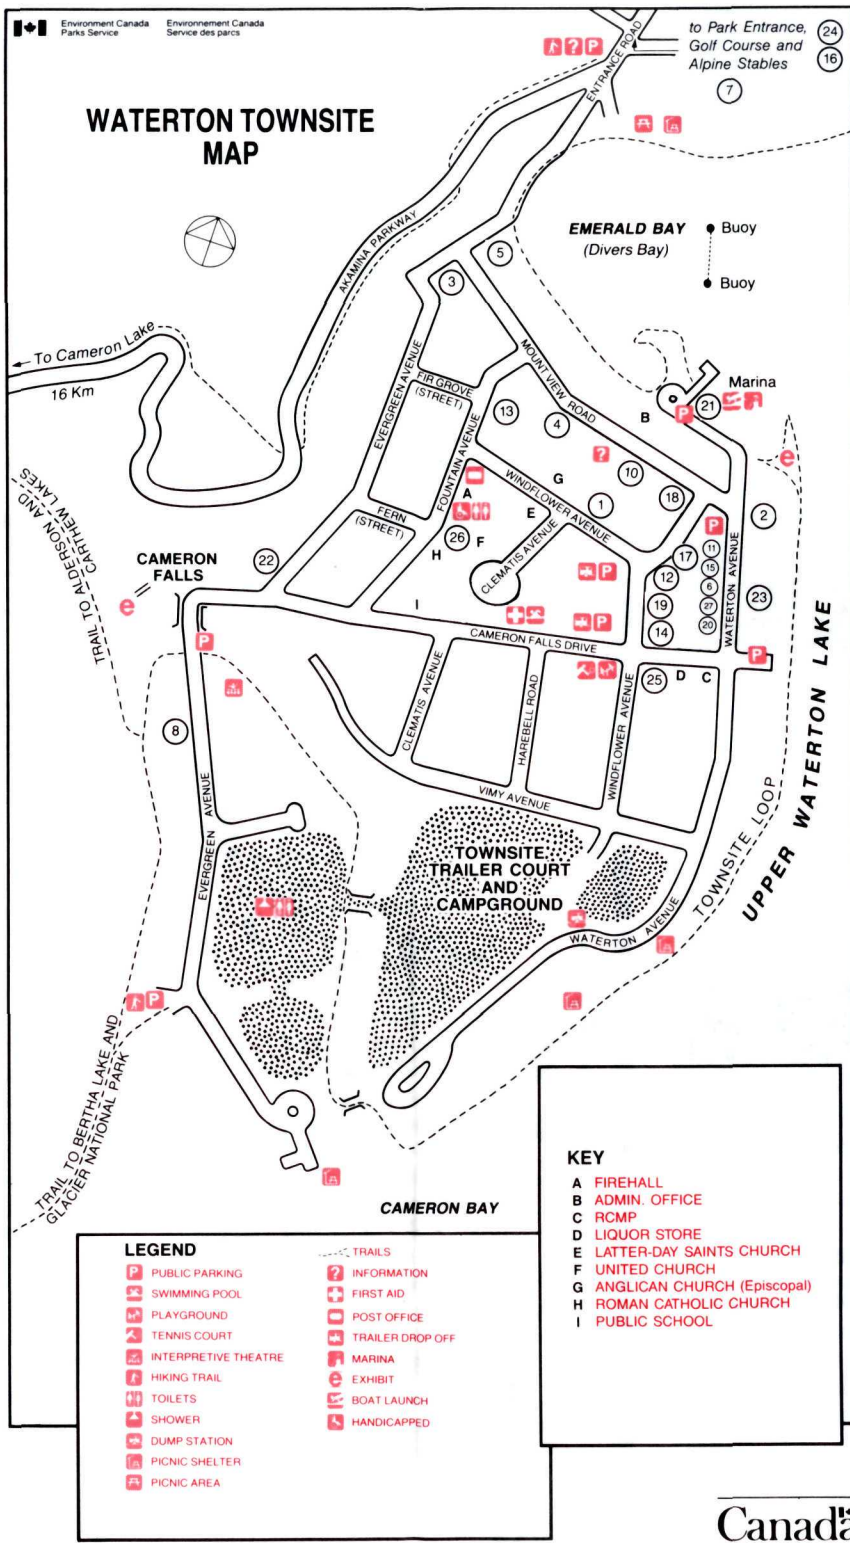 Environment Canada
Parks Service
Environnement Canada
Service des parcs
WATERTON TOWNSITE
MAP
to Park Entrance,
Golf Course and
Alpine Stables
24
16
7
ENTRANCE ROAD
? P
EMERALD BAY
(Divers Bay)
Buoy
Buoy
AKAMINA PARKWAY
5
3
To Cameron Lake
16 Km
MOUNT VIEW ROAD
EVERGREEN AVENUE
FIR GROVE
(STREET)
FOUNTAIN AVENUE
13
4
B
P
21
Marina
?
10
18
e
2
G
1
WINDFLOWER AVENUE
A
E
FERN
(STREET)
26
F
H
CLEMATIS AVENUE
P
17
11
15
6
27
20
12
19
14
WATERTON AVENUE
23
P
P
P
TRAIL TO ALDERSON AND
CARTHEW LAKES
CAMERON
FALLS
e
22
I
P
CAMERON FALLS DRIVE
25
D
C
8
CLEMATIS AVENUE
HAREBELL ROAD
WINDFLOWER AVENUE
VIMY AVENUE
EVERGREEN AVENUE
UPPER WATERTON LAKE
TOWNSITE LOOP
TOWNSITE
TRAILER COURT
AND
CAMPGROUND
WATERTON AVENUE
P
TRAIL TO BERTHA LAKE AND
GLACIER NATIONAL PARK
CAMERON BAY
KEY
A FIREHALL
B ADMIN. OFFICE
C RCMP
D LIQUOR STORE
E LATTER-DAY SAINTS CHURCH
F UNITED CHURCH
G ANGLICAN CHURCH (Episcopal)
H ROMAN CATHOLIC CHURCH
I PUBLIC SCHOOL
LEGEND
P PUBLIC PARKING
SWIMMING POOL
PLAYGROUND
TENNIS COURT
INTERPRETIVE THEATRE
HIKING TRAIL
TOILETS
SHOWER
DUMP STATION
PICNIC SHELTER
PICNIC AREA
TRAILS
? INFORMATION
FIRST AID
POST OFFICE
TRAILER DROP OFF
MARINA
e EXHIBIT
BOAT LAUNCH
HANDICAPPED
Canada